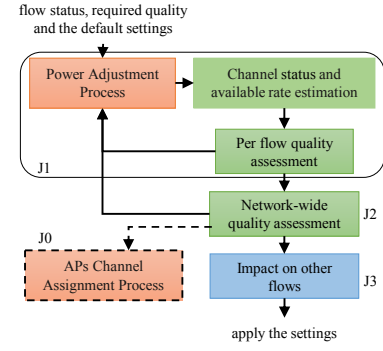 flow status, required quality
and the default settings
Power Adjustment
Process
Channel status and
available rate estimation
Per flow quality
assessment
J1
Network-wide
quality assessment
J2
J0
APs Channel
Assignment Process
Impact on other
flows
J3
apply the settings